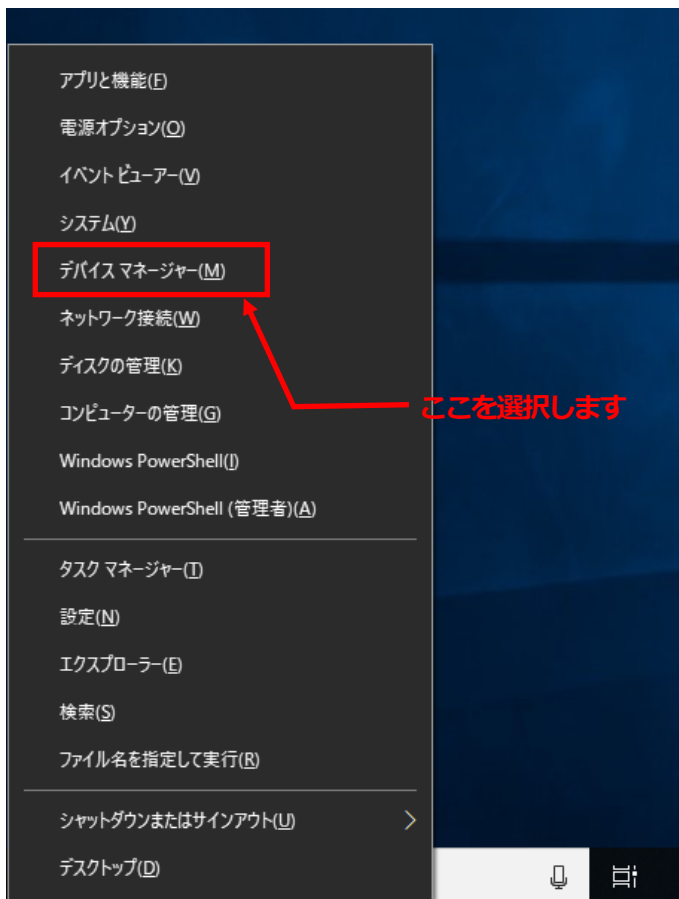 アプリと機能(F)
電源オプション(O)
イベント ビューアー(V)
システム(Y)
デバイス マネージャー(M)
ネットワーク接続(W)
ディスクの管理(K)
コンピューターの管理(G)
ここを選択します
Windows PowerShell(I)
Windows PowerShell (管理者)(A)
タスク マネージャー(T)
設定(N)
エクスプローラー(E)
検索(S)
ファイル名を指定して実行(R)
シャットダウンまたはサインアウト(U)
デスクトップ(D)